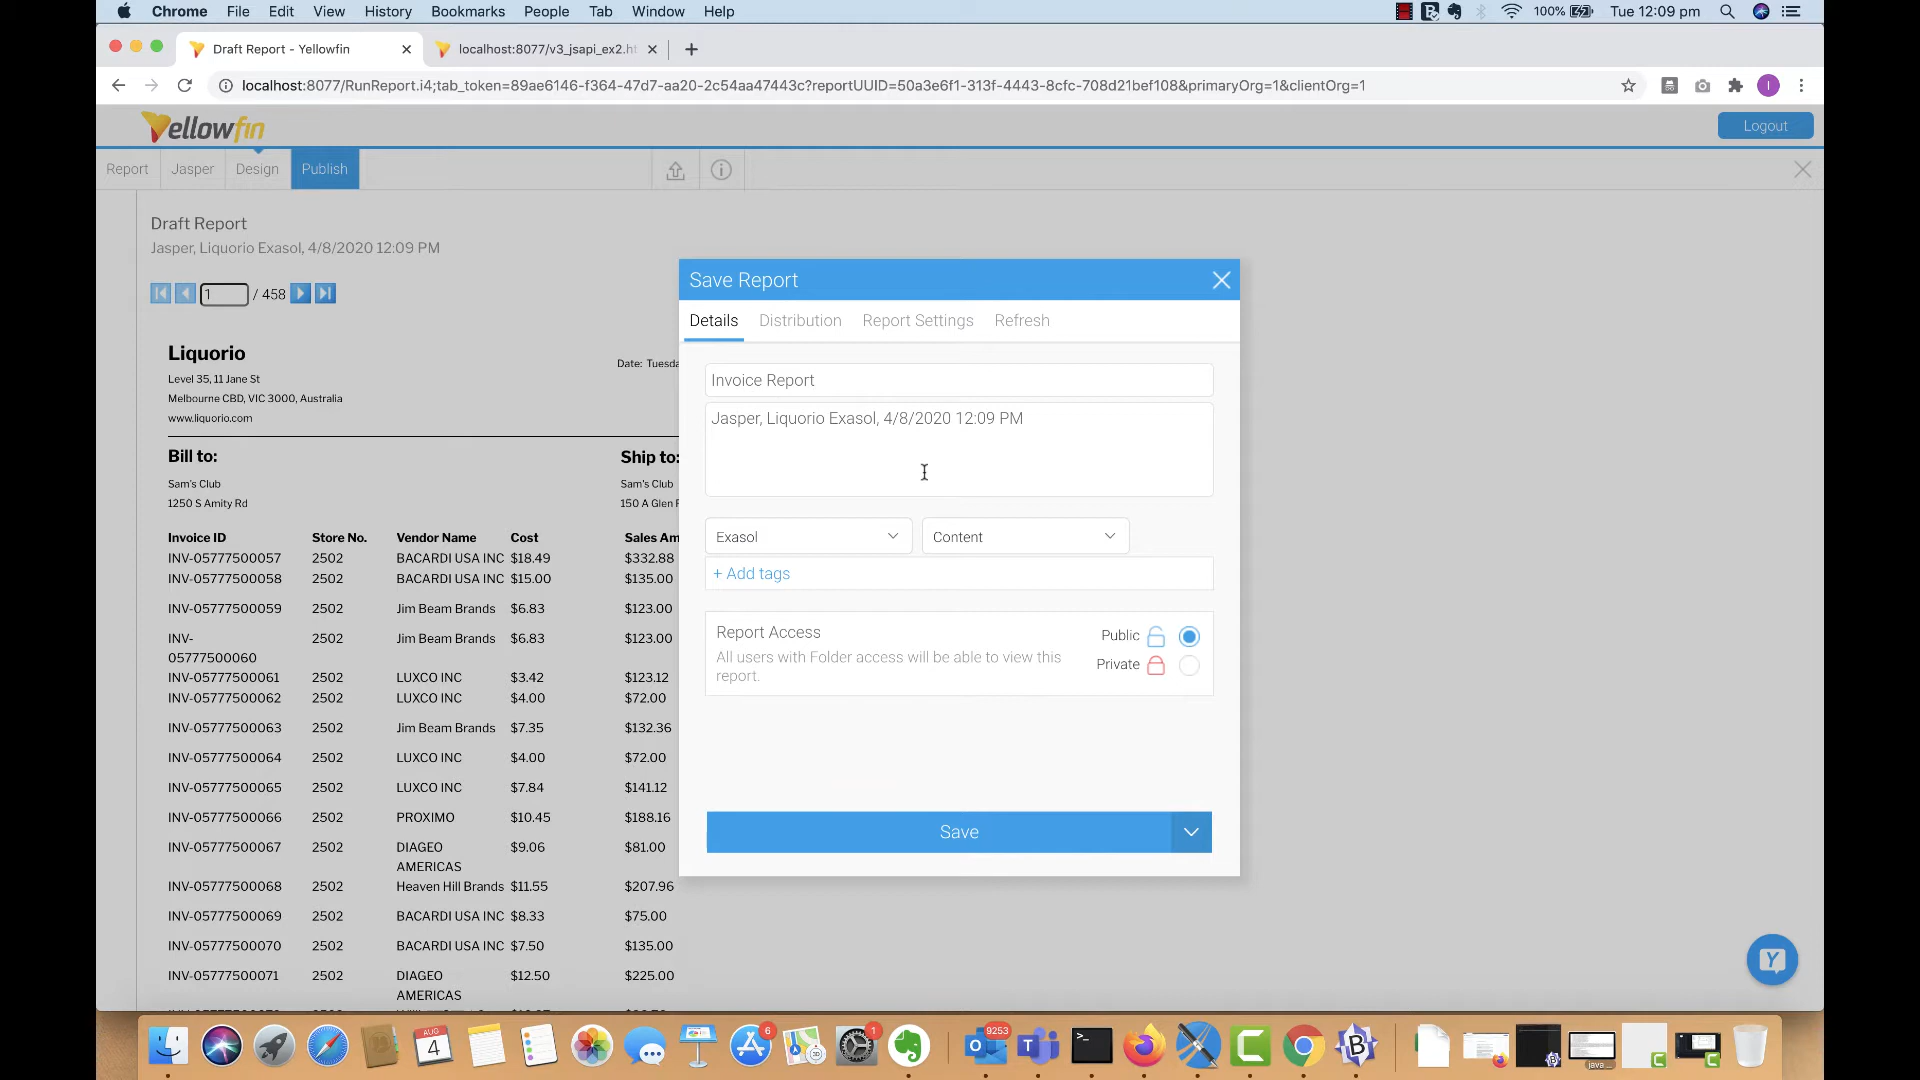 Chrome File Edit View History Bookmarks People Tab Window Help 100% Tue 12:09 pm
Draft Report - Yellowfin localhost:8077/v3_jsapi_ex2.ht
localhost:8077/RunReport.i4;tab_token=89ae6146-f364-47d7-aa20-2c54aa47443c?reportUUID=50a3e6f1-313f-4443-8cfc-708d21bef108&primaryOrg=1&clientOrg=1
Yellowfin Logout
Report Jasper Design Publish
Draft Report
Jasper, Liquorio Exasol, 4/8/2020 12:09 PM
1 / 458
Liquorio
Date: Tuesda
Level 35, 11 Jane St
Melbourne CBD, VIC 3000, Australia
www.liquorio.com
Bill to: Ship to:
Sam's Club Sam's Club
1250 S Amity Rd 150 A Glen
Invoice ID Store No. Vendor Name Cost Sales Am
INV-05777500057 2502 BACARDI USA INC $18.49 $332.88
INV-05777500058 2502 BACARDI USA INC $15.00 $135.00
INV-05777500059 2502 Jim Beam Brands $6.83 $123.00
INV- 2502 Jim Beam Brands $6.83 $123.00
05777500060
INV-05777500061 2502 LUXCO INC $3.42 $123.12
INV-05777500062 2502 LUXCO INC $4.00 $72.00
INV-05777500063 2502 Jim Beam Brands $7.35 $132.36
INV-05777500064 2502 LUXCO INC $4.00 $72.00
INV-05777500065 2502 LUXCO INC $7.84 $141.12
INV-05777500066 2502 PROXIMO $10.45 $188.16
INV-05777500067 2502 DIAGEO $9.06 $81.00
AMERICAS
INV-05777500068 2502 Heaven Hill Brands $11.55 $207.96
INV-05777500069 2502 BACARDI USA INC $8.33 $75.00
INV-05777500070 2502 BACARDI USA INC $7.50 $135.00
INV-05777500071 2502 DIAGEO $12.50 $225.00
AMERICAS
Save Report
Details Distribution Report Settings Refresh
Invoice Report
Jasper, Liquorio Exasol, 4/8/2020 12:09 PM
Exasol Content
+ Add tags
Report Access
Public
All users with Folder access will be able to view this
Private
report.
Save
AUG
4
6
1
9253
java